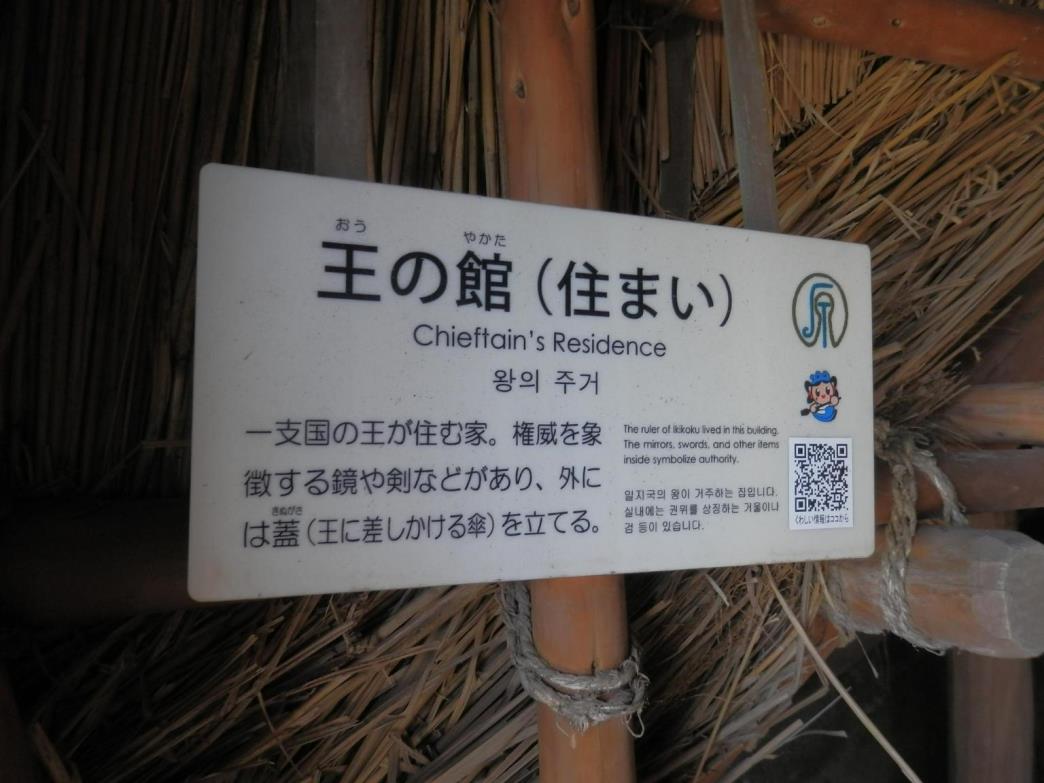 おう やかた
王の館（住まい）
Chieftain's Residence
왕의 주거
一支国の王が住む家。権威を象
徴する鏡や剣などがあり、外に
きぬがさ
は蓋（王に差しかける傘）を立てる。
The ruler of Ikikoku lived in this building.
The mirrors, swords, and other items
inside symbolize authority.
일지국의 왕이 거주하는 집입니다.
실내에는 권위를 상징하는 거울이나
검 등이 있습니다.
くわしい情報はココから